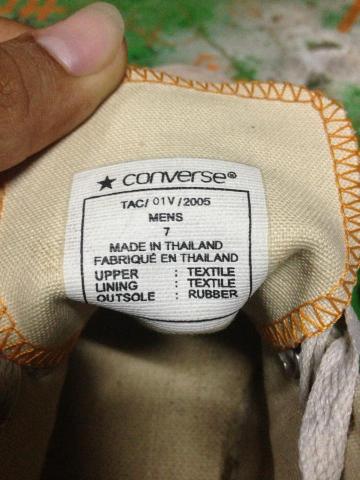 ★ converse®
TAC/ 01V /2005
MENS
7
MADE IN THAILAND
FABRIQUÉ EN THAILAND
UPPER : TEXTILE
LINING : TEXTILE
OUTSOLE : RUBBER